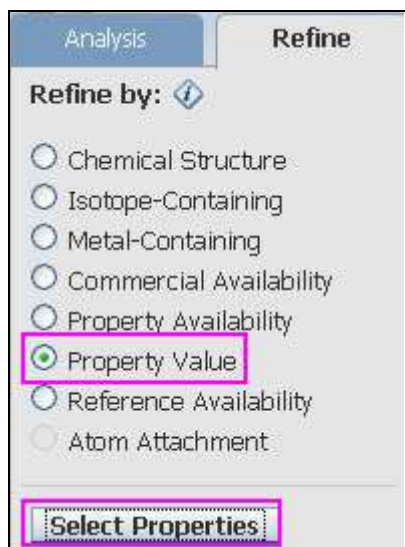 Analysis Refine
Refine by:
Chemical Structure
Isotope-Containing
Metal-Containing
Commercial Availability
Property Availability
Property Value
Reference Availability
Atom Attachment
Select Properties